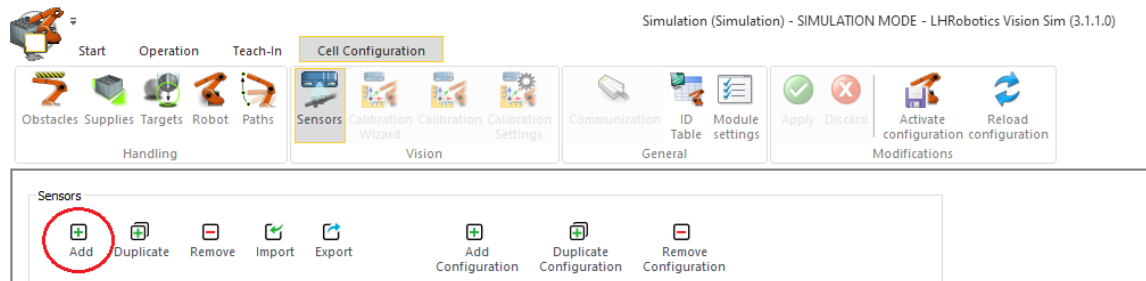 Simulation (Simulation) - SIMULATION MODE - LHRobotics Vision Sim (3.1.1.0)
Start Operation Teach-In Cell Configuration
Obstacles Supplies Targets Robot Paths Sensors Calibration Calibration Calibration Communication ID Module Apply Discard Activate Reload
Wizard Settings Table settings configuration configuration
Handling Vision General Modifications
Sensors
Add Duplicate Remove Import Export Add Duplicate Remove
Configuration Configuration Configuration